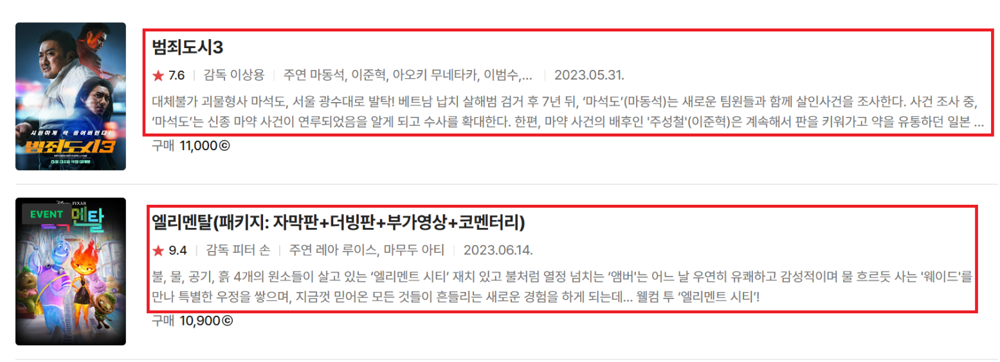 시원하게 싹 쓸어버린다!
범죄도시3
5월 31일 극장 대개봉
범죄도시3
★ 7.6 | 감독 이상용 | 주연 마동석, 이준혁, 아오키 무네타카, 이범수,... | 2023.05.31.
대체불가 괴물형사 마석도, 서울 광수대로 발탁! 베트남 납치 살해범 검거 후 7년 뒤, ‘마석도’(마동석)는 새로운 팀원들과 함께 살인사건을 조사한다. 사건 조사 중,
‘마석도’는 신종 마약 사건이 연루되었음을 알게 되고 수사를 확대한다. 한편, 마약 사건의 배후인 '주성철'(이준혁)은 계속해서 판을 키워가고 약을 유통하던 일본 ...
구매 11,000ⓒ
Disney PIXAR
EVENT
멘탈
엘리멘탈(패키지: 자막판+더빙판+부가영상+코멘터리)
★ 9.4 | 감독 피터 손 | 주연 레아 루이스, 마무두 아티 | 2023.06.14.
불, 물, 공기, 흙 4개의 원소들이 살고 있는 ‘엘리멘트 시티’ 재치 있고 불처럼 열정 넘치는 ‘앰버'는 어느 날 우연히 유쾌하고 감성적이며 물 흐르듯 사는 '웨이드'를
만나 특별한 우정을 쌓으며, 지금껏 믿어온 모든 것들이 흔들리는 새로운 경험을 하게 되는데... 웰컴 투 ‘엘리멘트 시티’!
구매 10,900ⓒ